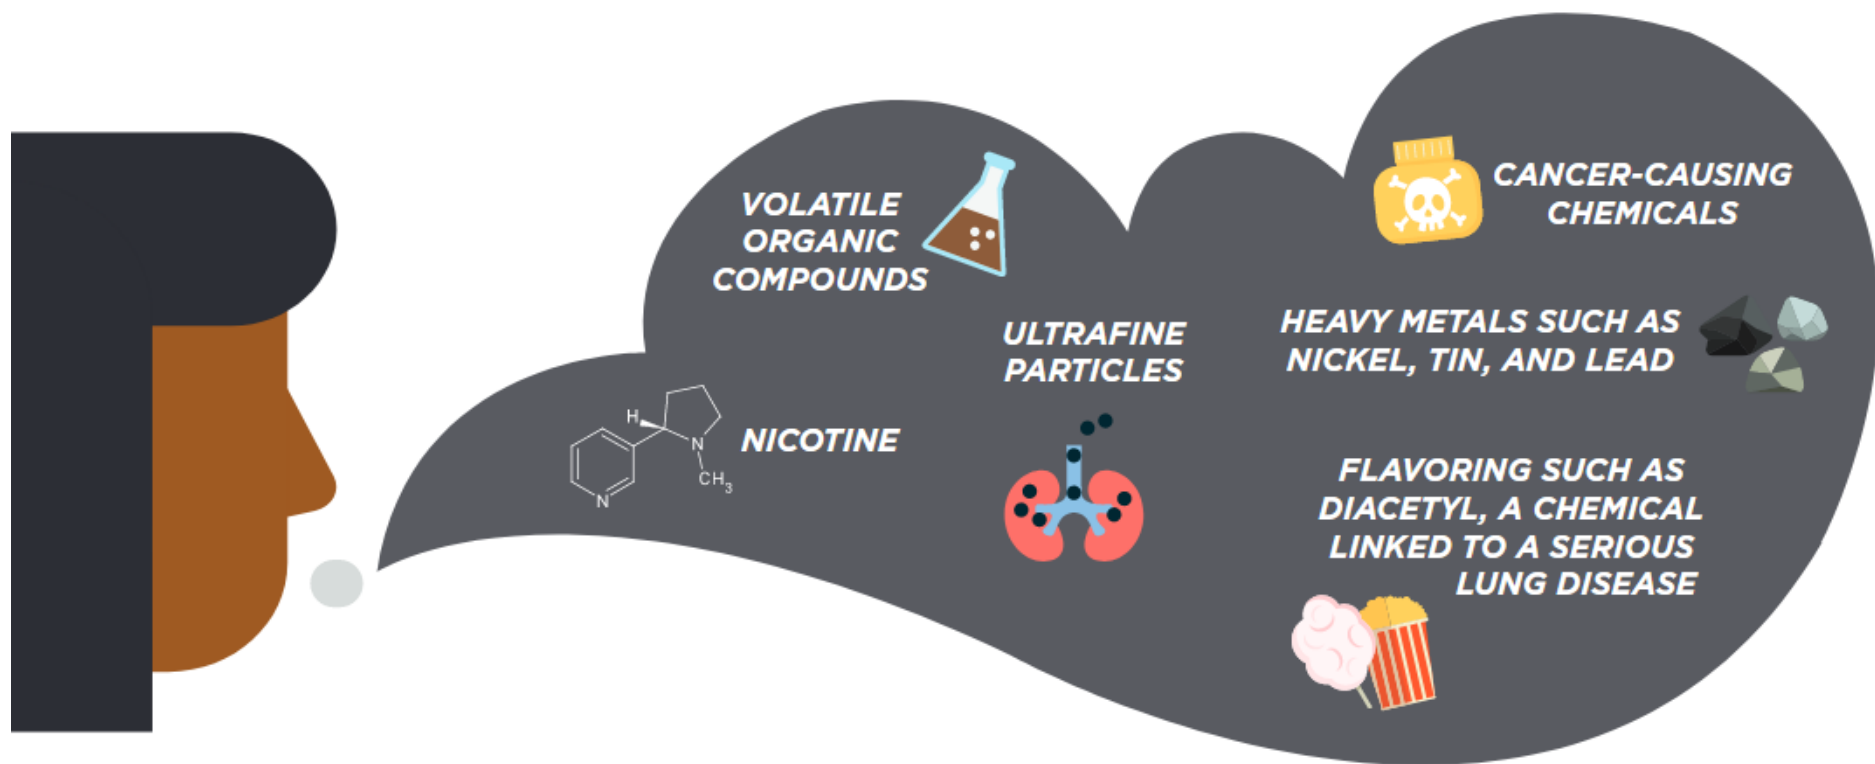 VOLATILE
ORGANIC
COMPOUNDS
ULTRAFINE
PARTICLES
H
N
CH3
N
NICOTINE
CANCER-CAUSING
CHEMICALS
HEAVY METALS SUCH AS
NICKEL, TIN, AND LEAD
FLAVORING SUCH AS
DIACETYL, A CHEMICAL
LINKED TO A SERIOUS
LUNG DISEASE